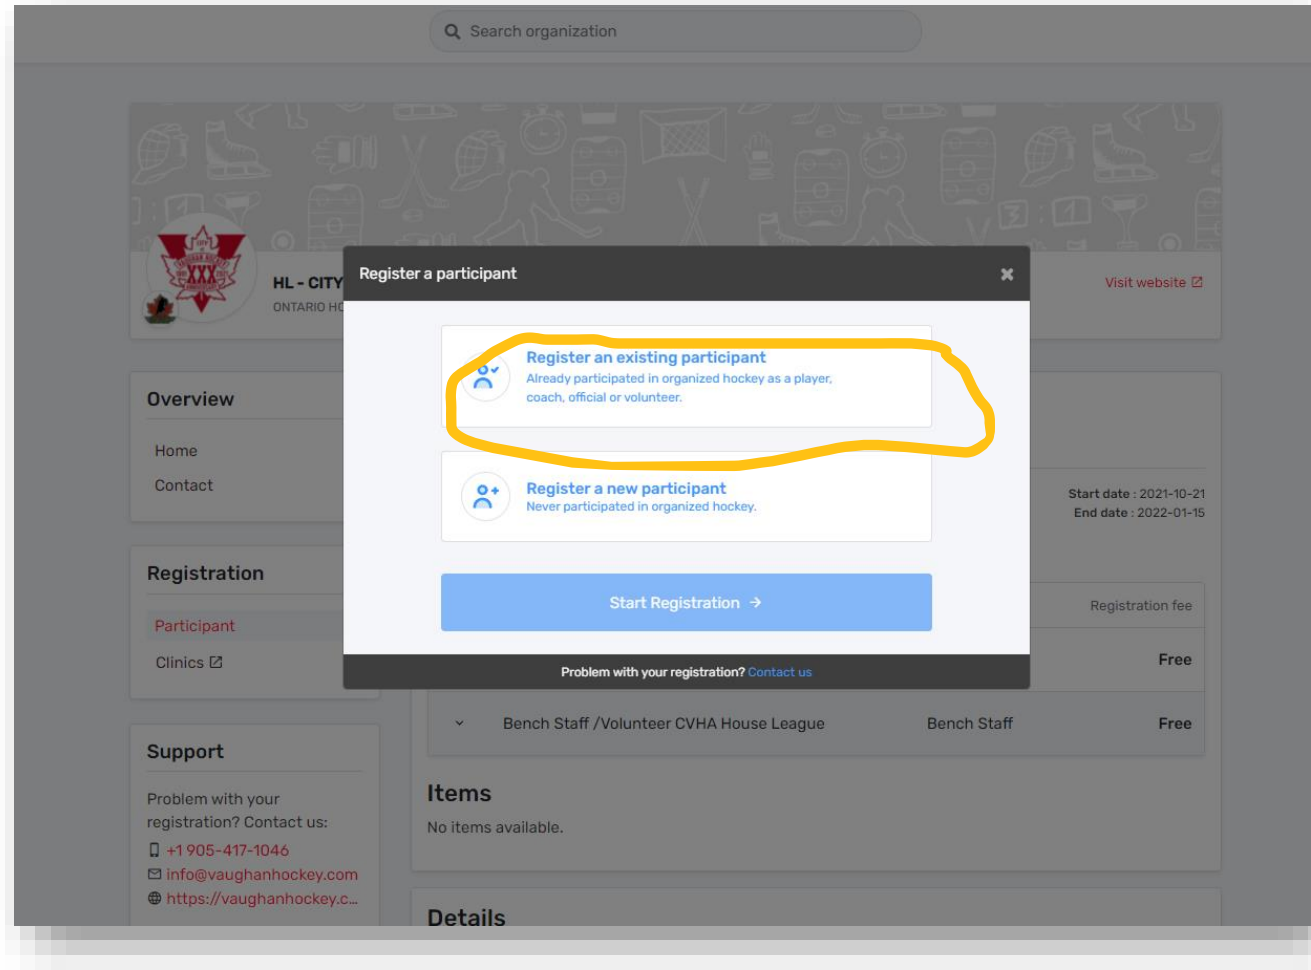 Search organization
XXX
HL - CITY
ONTARIO HO
Visit website
Register a participant
Register an existing participant
Already participated in organized hockey as a player,
coach, official or volunteer.
Register a new participant
Never participated in organized hockey.
Start Registration →
Problem with your registration? Contact us
Overview
Home
Contact
Registration
Participant
Clinics
Support
Problem with your
registration? Contact us:
+1 905-417-1046
info@vaughanhockey.com
https://vaughanhockey.c...
Start date : 2021-10-21
End date : 2022-01-15
Registration fee
Free
Bench Staff /Volunteer CVHA House League Bench Staff Free
Items
No items available.
Details